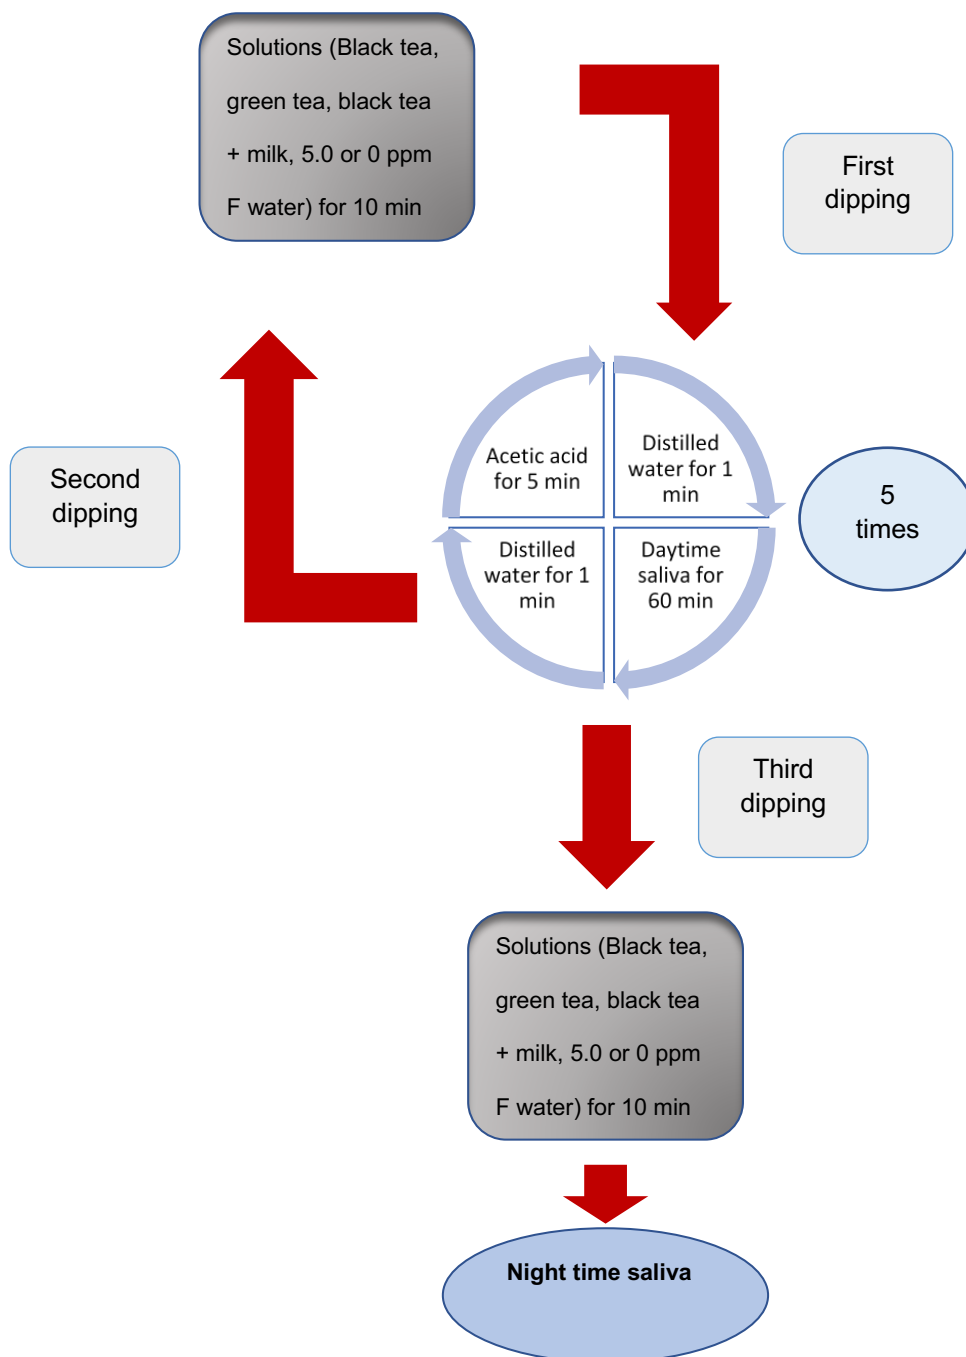 Solutions (Black tea,
green tea, black tea
+ milk, 5.0 or 0 ppm
F water) for 10 min
First
dipping
Second
dipping
Acetic acid
for 5 min
Distilled
water for 1
min
5
times
Distilled
water for 1
min
Daytime
saliva for
60 min
Third
dipping
Solutions (Black tea,
green tea, black tea
+ milk, 5.0 or 0 ppm
F water) for 10 min
Night time saliva